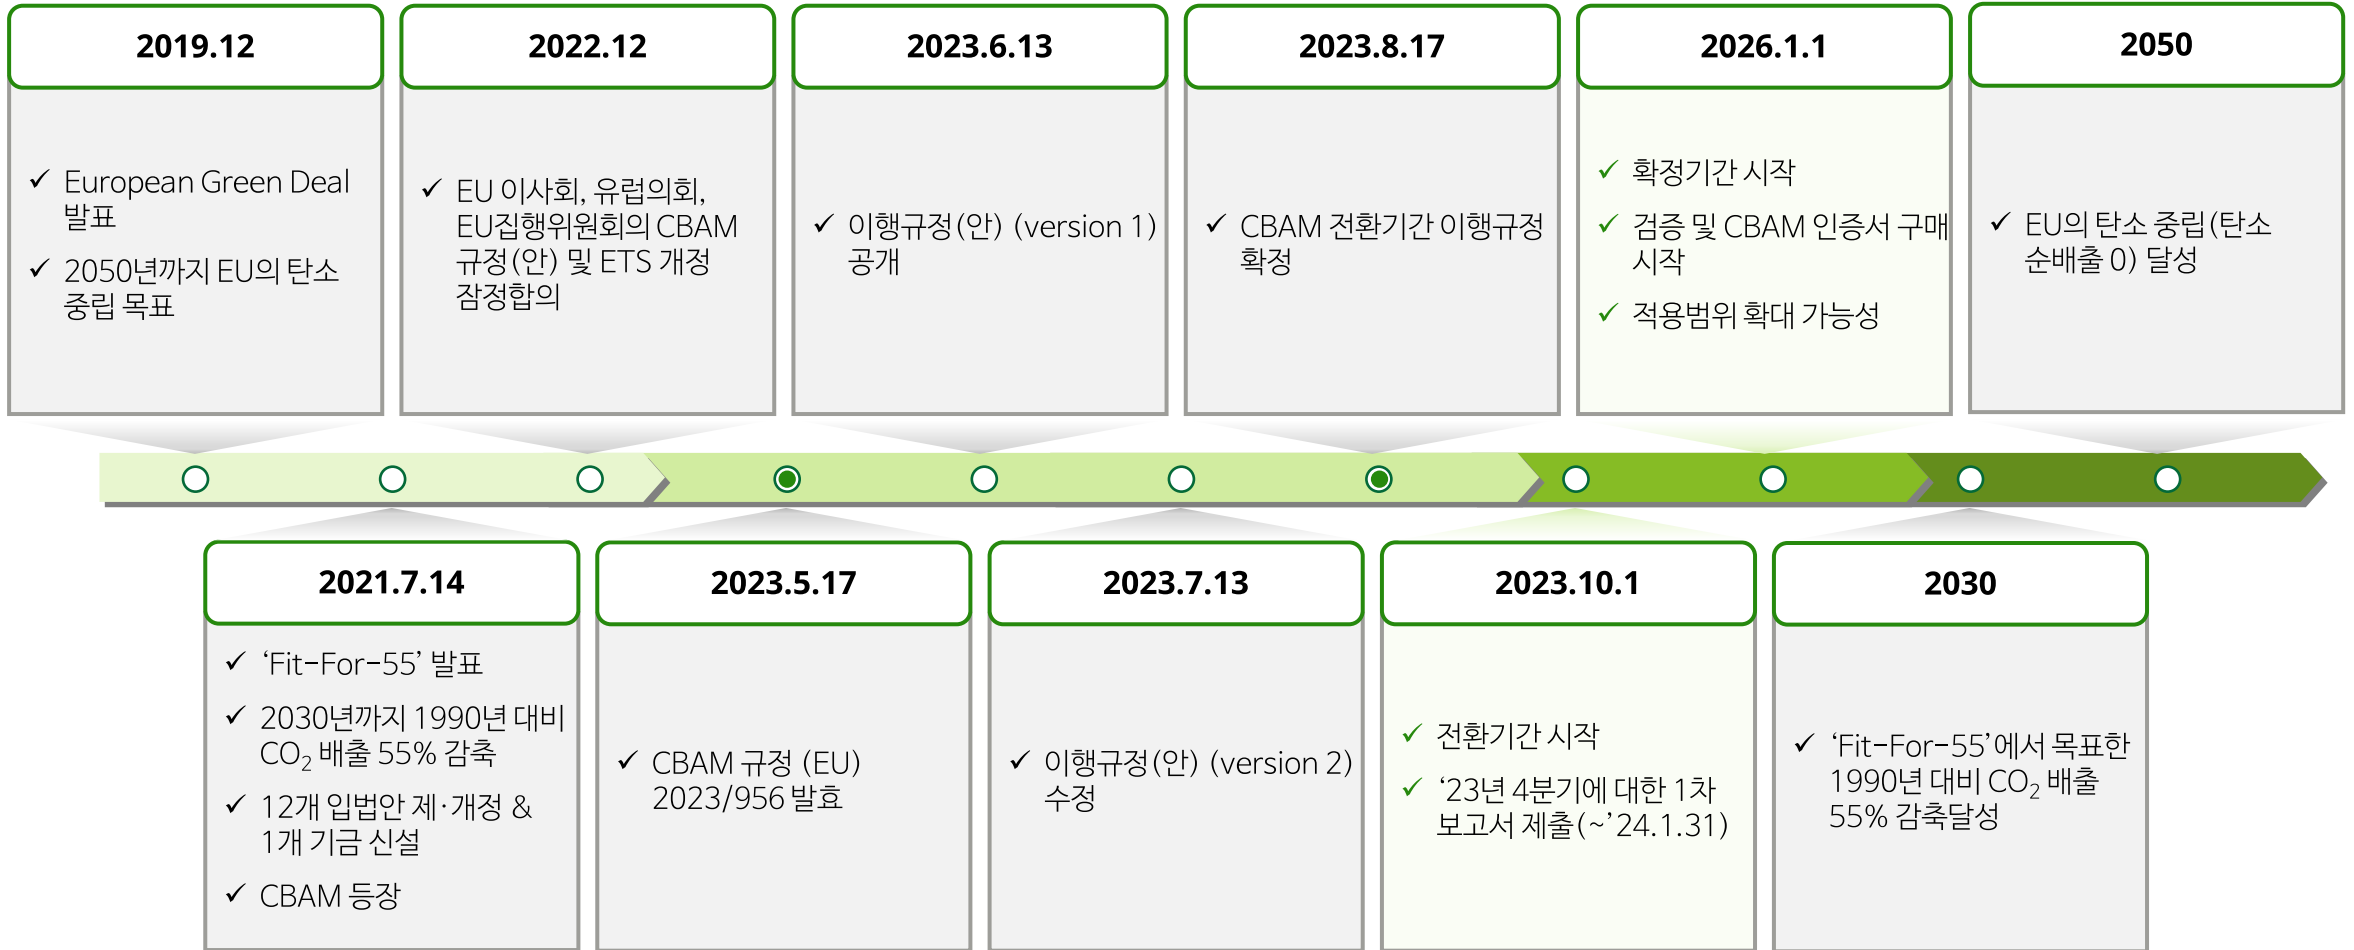 2019.12
European Green Deal
발표
2050년까지 EU의 탄소
중립 목표
2022.12
EU 이사회, 유럽의회,
EU집행위원회의 CBAM
규정(안) 및 ETS 개정
잠정합의
2023.6.13
이행규정(안) (version 1)
공개
2023.8.17
CBAM 전환기간 이행규정
확정
2026.1.1
확정기간 시작
검증 및 CBAM 인증서 구매
시작
적용범위 확대 가능성
2050
EU의 탄소 중립(탄소
순배출 0) 달성
2021.7.14
‘Fit-For-55’ 발표
2030년까지 1990년 대비
CO₂ 배출 55% 감축
12개 입법안 제·개정 &
1개 기금 신설
CBAM 등장
2023.5.17
CBAM 규정 (EU)
2023/956 발효
2023.7.13
이행규정(안) (version 2)
수정
2023.10.1
전환기간 시작
‘23년 4분기에 대한 1차
보고서 제출(~’24.1.31)
2030
‘Fit-For-55’에서 목표한
1990년 대비 CO₂ 배출
55% 감축달성